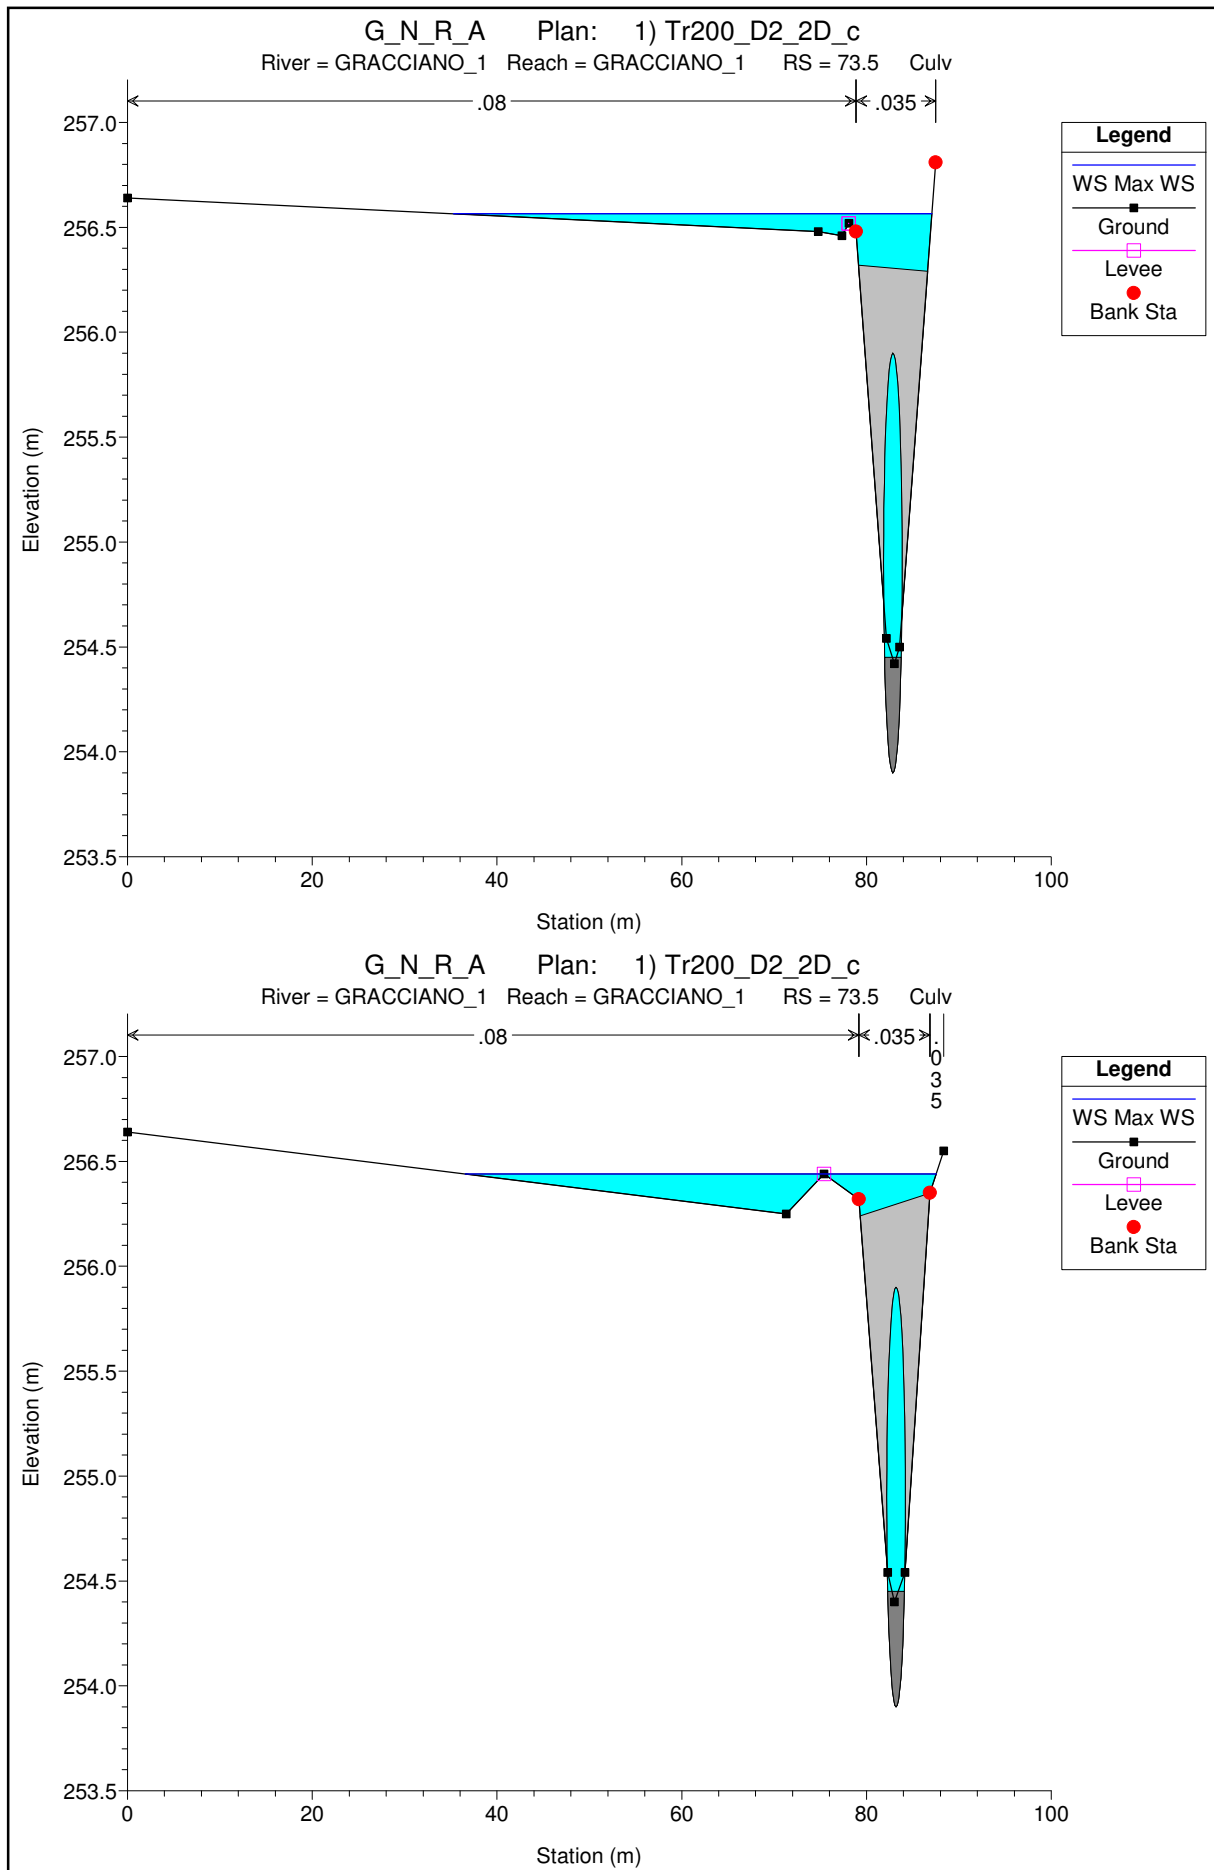 G_N_R_A Plan: 1) Tr200_D2_2D_c
River = GRACCIANO_1 Reach = GRACCIANO_1 RS = 73.5 Culv
.08
.035
257.0
256.5
256.0
255.5
255.0
254.5
254.0
253.5
Elevation (m)
0 20 40 60 80 100
Station (m)
Legend
WS Max WS
Ground
Levee
Bank Sta
G_N_R_A Plan: 1) Tr200_D2_2D_c
River = GRACCIANO_1 Reach = GRACCIANO_1 RS = 73.5 Culv
.08
.035
.
0
3
5
257.0
256.5
256.0
255.5
255.0
254.5
254.0
253.5
Elevation (m)
0 20 40 60 80 100
Station (m)
Legend
WS Max WS
Ground
Levee
Bank Sta